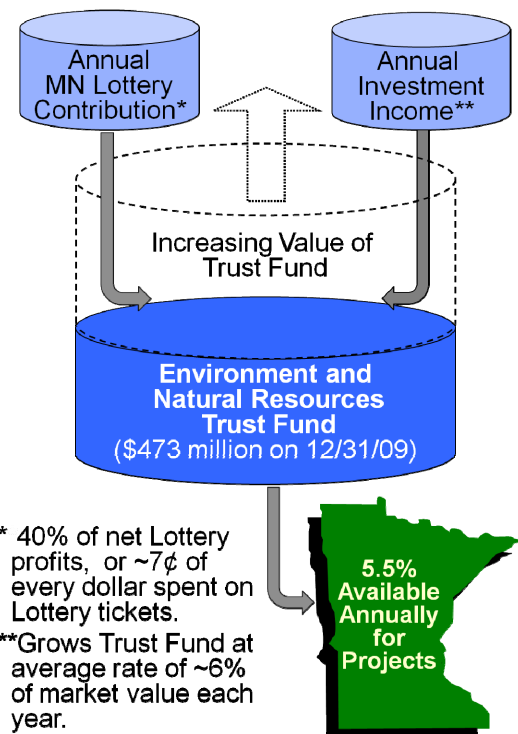 Annual
MN Lottery
Contribution*
Annual
Investment
Income**
Increasing Value of
Trust Fund
Environment and
Natural Resources
Trust Fund
($473 million on 12/31/09)
* 40% of net Lottery
profits, or ~7¢ of
every dollar spent on
Lottery tickets.
**Grows Trust Fund at
average rate of ~6%
of market value each
year.
5.5%
Available
Annually
for
Projects